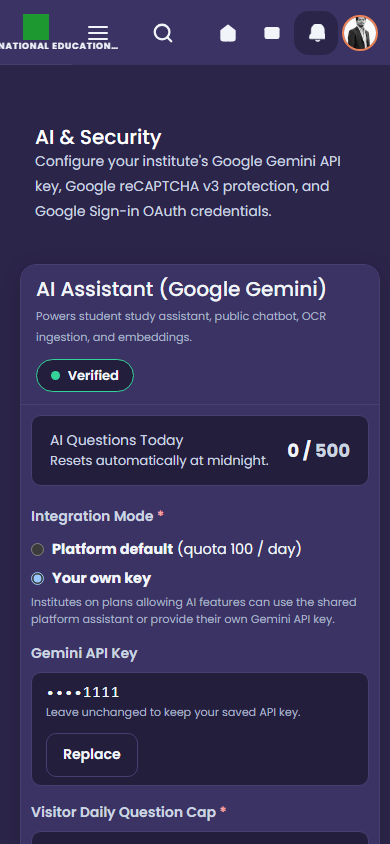 NATIONAL EDUCATION...
AI & Security
Configure your institute's Google Gemini API
key, Google reCAPTCHA v3 protection, and
Google Sign-in OAuth credentials.
AI Assistant (Google Gemini)
Powers student study assistant, public chatbot, OCR
ingestion, and embeddings.
Verified
AI Questions Today
Resets automatically at midnight.
0 / 500
Integration Mode *
Platform default (quota 100 / day)
Your own key
Institutes on plans allowing AI features can use the shared
platform assistant or provide their own Gemini API key.
Gemini API Key
••••1111
Leave unchanged to keep your saved API key.
Replace
Visitor Daily Question Cap *